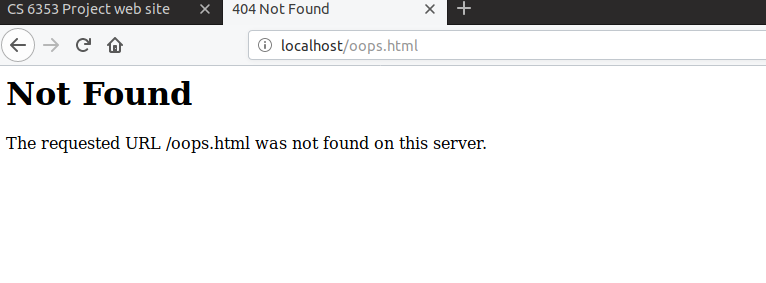 CS 6353 Project web site
404 Not Found
localhost/oops.html
Not Found
The requested URL /oops.html was not found on this server.